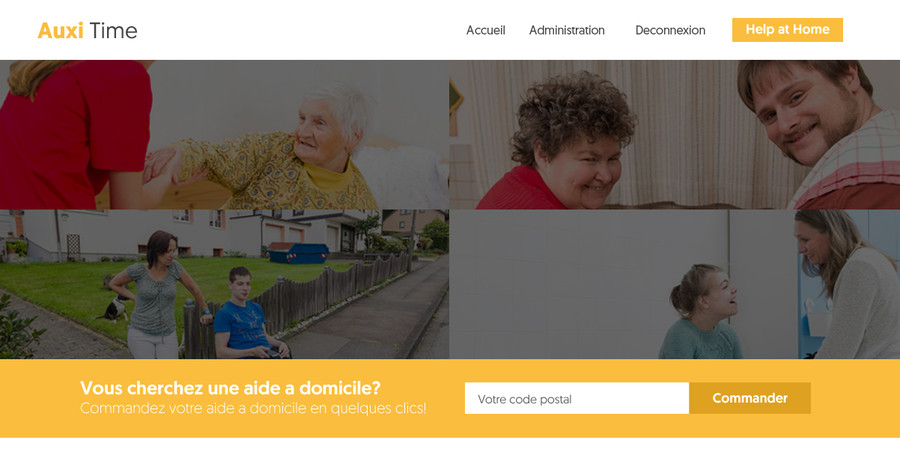 Auxi Time
Accueil Administration Deconnexion Help at Home
Vous cherchez une aide a domicile?
Commandez votre aide a domicile en quelques clics!
Votre code postal Commander